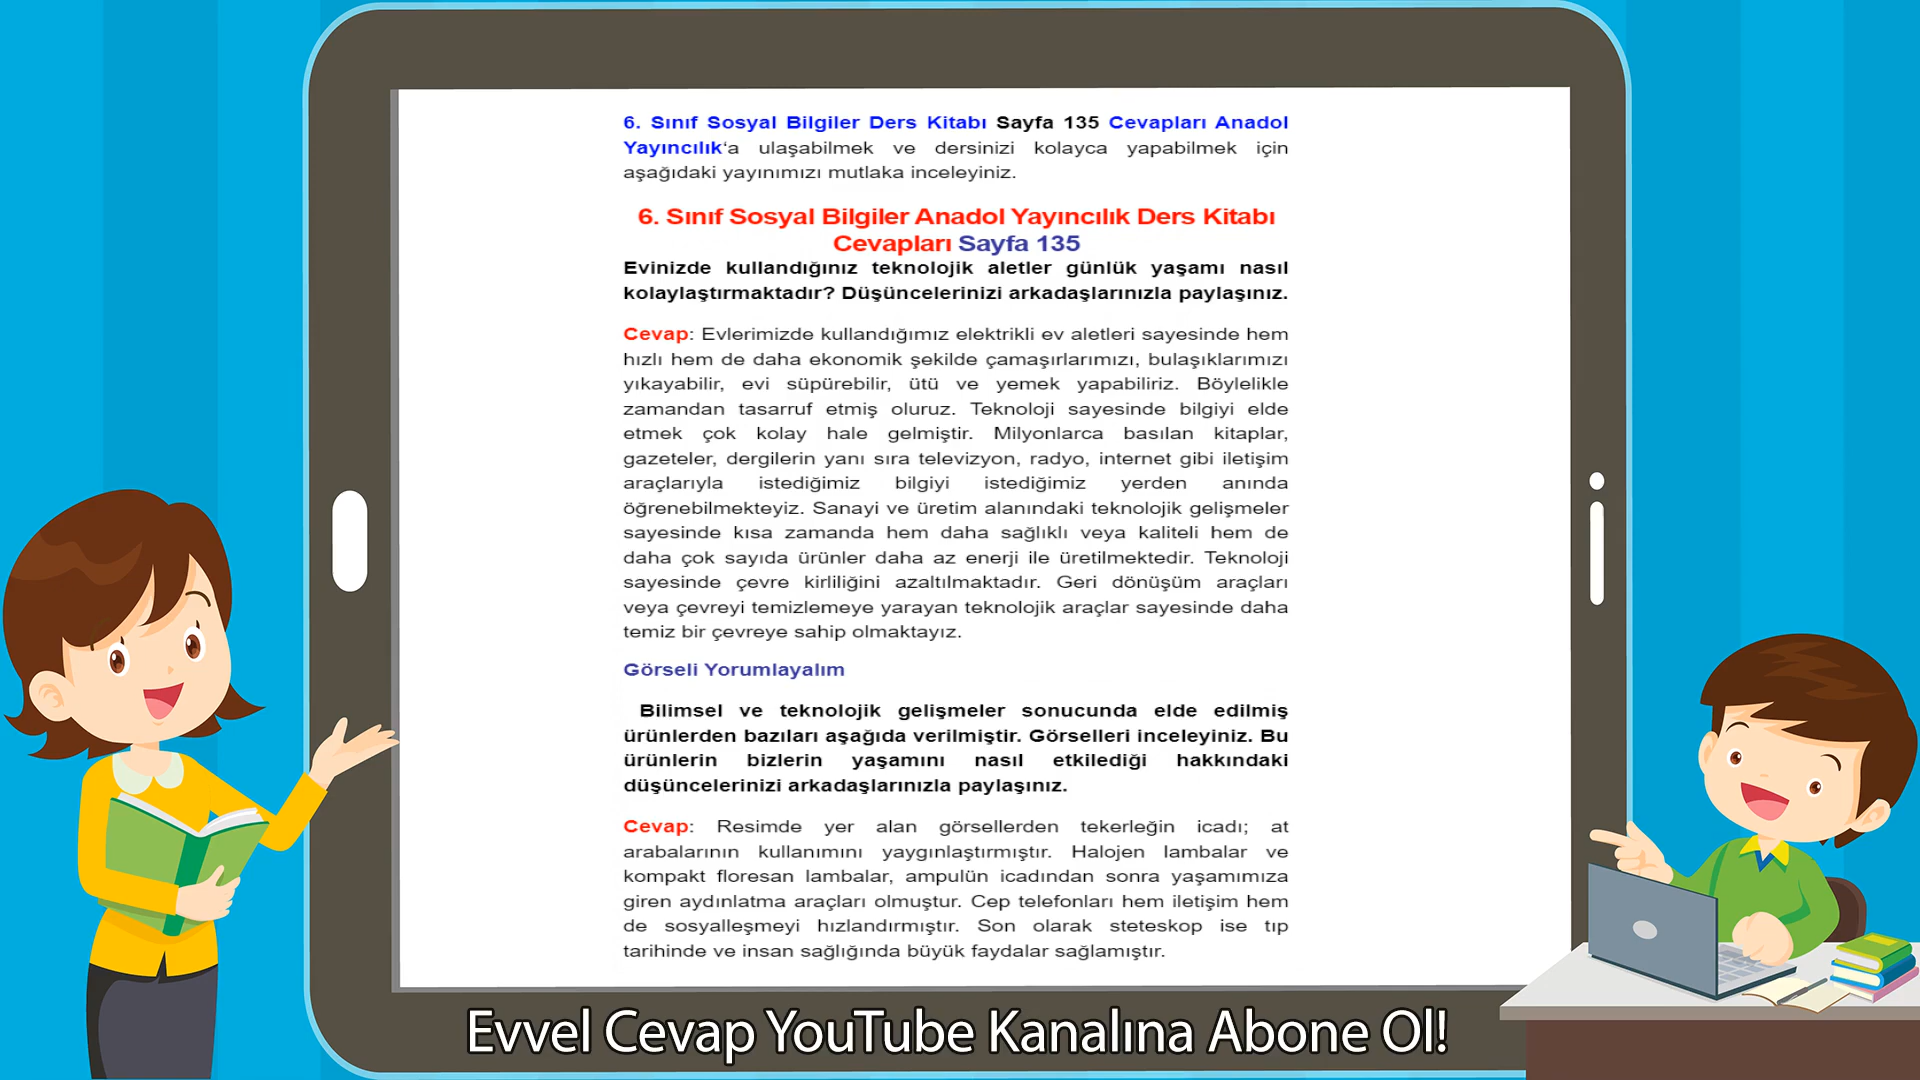 6. Sınıf Sosyal Bilgiler Ders Kitabı Sayfa 135 Cevapları Anadol
Yayıncılık‘a ulaşabilmek ve dersinizi kolayca yapabilmek için
aşağıdaki yayınımızı mutlaka inceleyiniz.
6. Sınıf Sosyal Bilgiler Anadol Yayıncılık Ders Kitabı
Cevapları Sayfa 135
Evinizde kullandığınız teknolojik aletler günlük yaşamı nasıl
kolaylaştırmaktadır? Düşüncelerinizi arkadaşlarınızla paylaşınız.
Cevap: Evlerimizde kullandığımız elektrikli ev aletleri sayesinde hem
hızlı hem de daha ekonomik şekilde çamaşırlarımızı, bulaşıklarımızı
yıkayabilir, evi süpürebilir, ütü ve yemek yapabiliriz. Böylelikle
zamandan tasarruf etmiş oluruz. Teknoloji sayesinde bilgiyi elde
etmek çok kolay hale gelmiştir. Milyonlarca basılan kitaplar,
gazeteler, dergilerin yanı sıra televizyon, radyo, internet gibi iletişim
araçlarıyla istediğimiz bilgiyi istediğimiz yerden anında
öğrenebilmekteyiz. Sanayi ve üretim alanındaki teknolojik gelişmeler
sayesinde kısa zamanda hem daha sağlıklı veya kaliteli hem de
daha çok sayıda ürünler daha az enerji ile üretilmektedir. Teknoloji
sayesinde çevre kirliliğini azaltılmaktadır. Geri dönüşüm araçları
veya çevreyi temizlemeye yarayan teknolojik araçlar sayesinde daha
temiz bir çevreye sahip olmaktayız.
Görseli Yorumlayalım
Bilimsel ve teknolojik gelişmeler sonucunda elde edilmiş
ürünlerden bazıları aşağıda verilmiştir. Görselleri inceleyiniz. Bu
ürünlerin bizlerin yaşamını nasıl etkilediği hakkındaki
düşüncelerinizi arkadaşlarınızla paylaşınız.
Cevap: Resimde yer alan görsellerden tekerleğin icadı; at
arabalarının kullanımını yaygınlaştırmıştır. Halojen lambalar ve
kompakt floresan lambalar, ampulün icadından sonra yaşamımıza
giren aydınlatma araçları olmuştur. Cep telefonları hem iletişim hem
de sosyalleşmeyi hızlandırmıştır. Son olarak steteskop ise tıp
tarihinde ve insan sağlığında büyük faydalar sağlamıştır.
Evvel Cevap YouTube Kanalına Abone Ol!